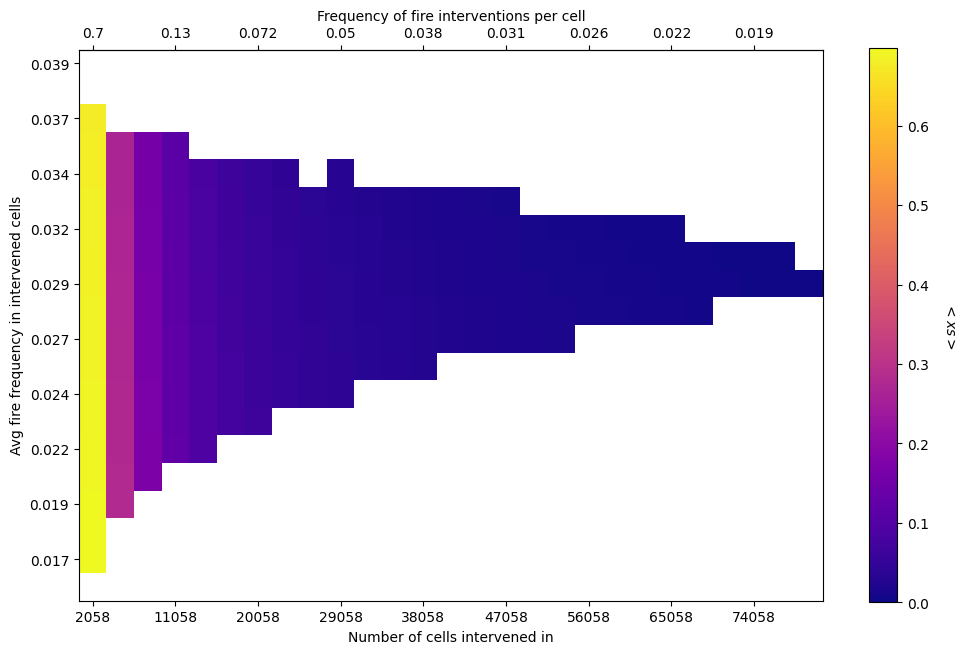 Frequency of fire interventions per cell
0.7 0.13 0.072 0.05 0.038 0.031 0.026 0.022 0.019
Avg fire frequency in intervened cells
0.039
0.037
0.034
0.032
0.029
0.027
0.024
0.022
0.019
0.017
2058 11058 20058 29058 38058 47058 56058 65058 74058
Number of cells intervened in
0.6
0.5
0.4
0.3
0.2
0.1
0.0
< sx >